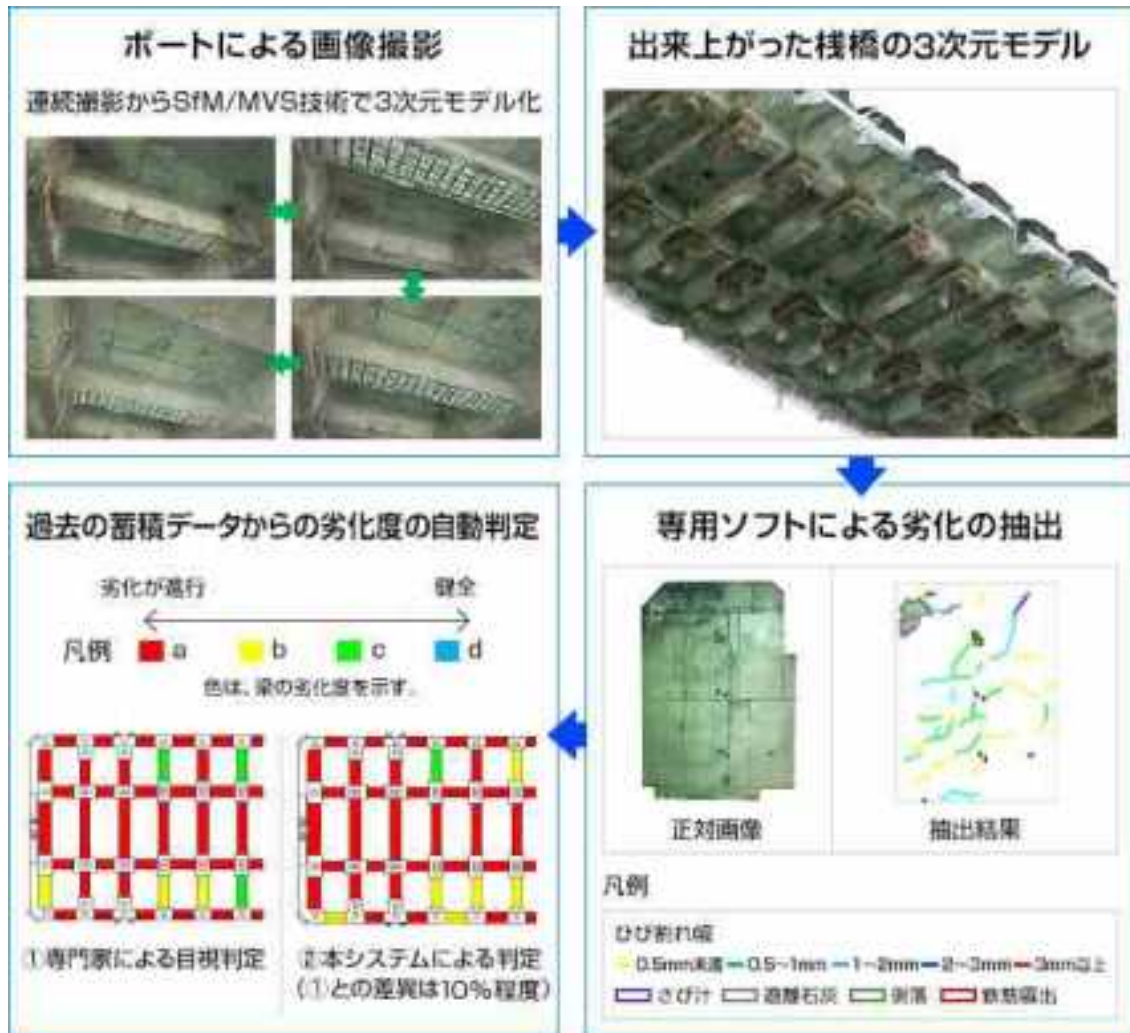 ボートによる画像撮影
連続撮影からSfM/MVS技術で3次元モデル化
出来上がった桟橋の3次元モデル
専用ソフトによる劣化の抽出
正対画像
抽出結果
凡例
ひび割れ幅
0.5mm未満 0.5~1mm 1~2mm 2~3mm 3mm以上
さび汁 遊離石灰 剥落 鉄筋露出
過去の蓄積データからの劣化度の自動判定
劣化が進行 健全
凡例 a b c d
色は、梁の劣化度を示す。
①専門家による目視判定
②本システムによる判定
(①との差異は10%程度)